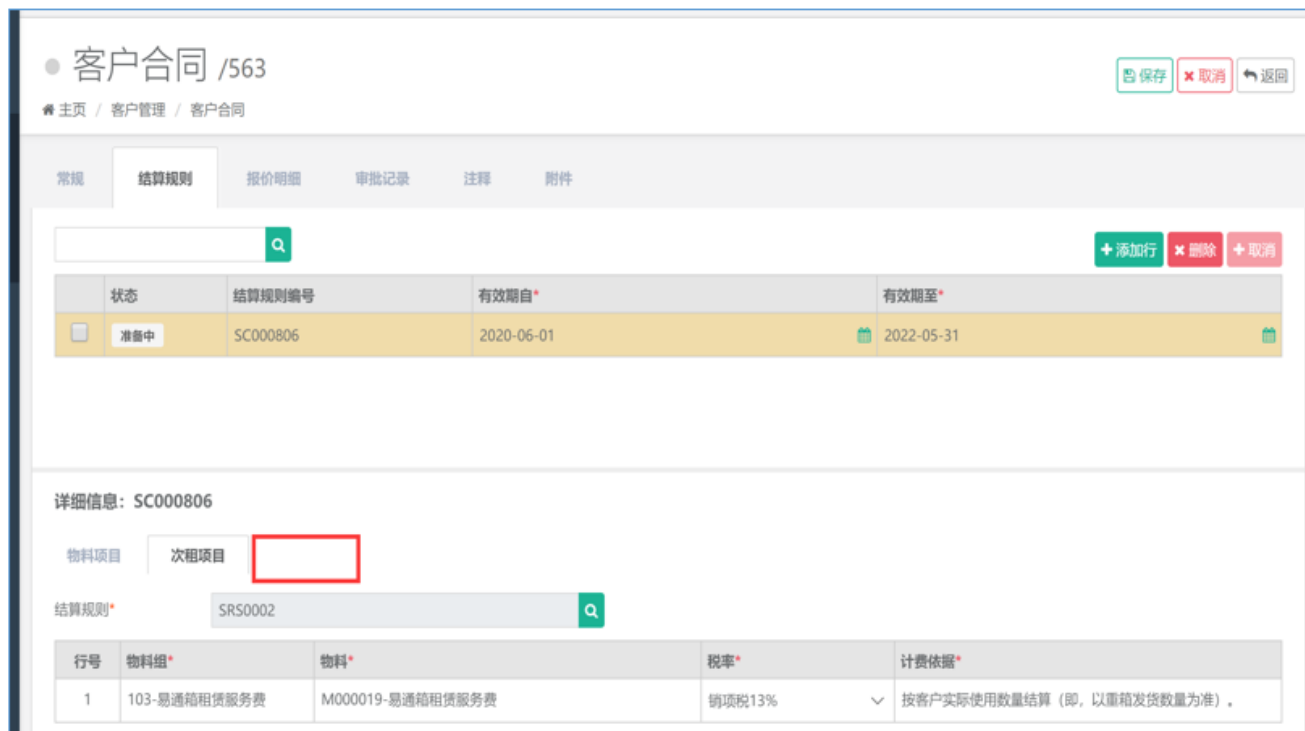 客户合同 /563
保存 取消 返回
主页 / 客户管理 / 客户合同
常规 结算规则 报价明细 审批记录 注释 附件
添加行 删除 取消
状态 结算规则编号 有效期自* 有效期至*
准备中 SC000806 2020-06-01 2022-05-31
详细信息：SC000806
物料项目 次租项目
结算规则* SRS0002
行号 物料组* 物料* 税率* 计费依据*
1 103-易通箱租赁服务费 M000019-易通箱租赁服务费 销项税13% 按客户实际使用数量结算（即，以重箱发货数量为准）。